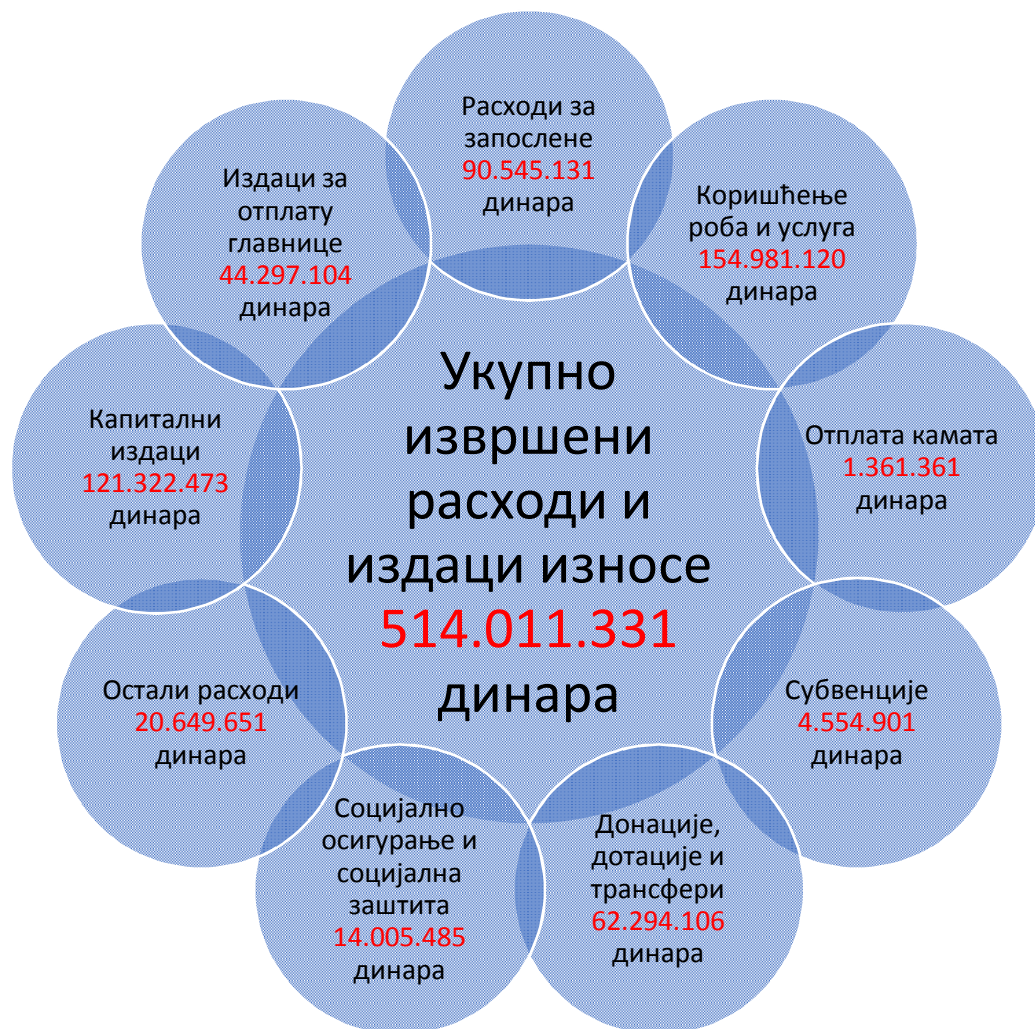 Расходи за
запослене
90.545.131
динара
Коришћење
роба и услуга
154.981.120
динара
Отплата камата
1.361.361
динара
Субвенције
4.554.901
динара
Донације,
дотације и
трансфери
62.294.106
динара
Социјално
осигурање и
социјална
заштита
14.005.485
динара
Остали расходи
20.649.651
динара
Капитални
издаци
121.322.473
динара
Издаци за
отплату
главнице
44.297.104
динара
Укупно
извршени
расходи и
издаци износе
514.011.331
динара